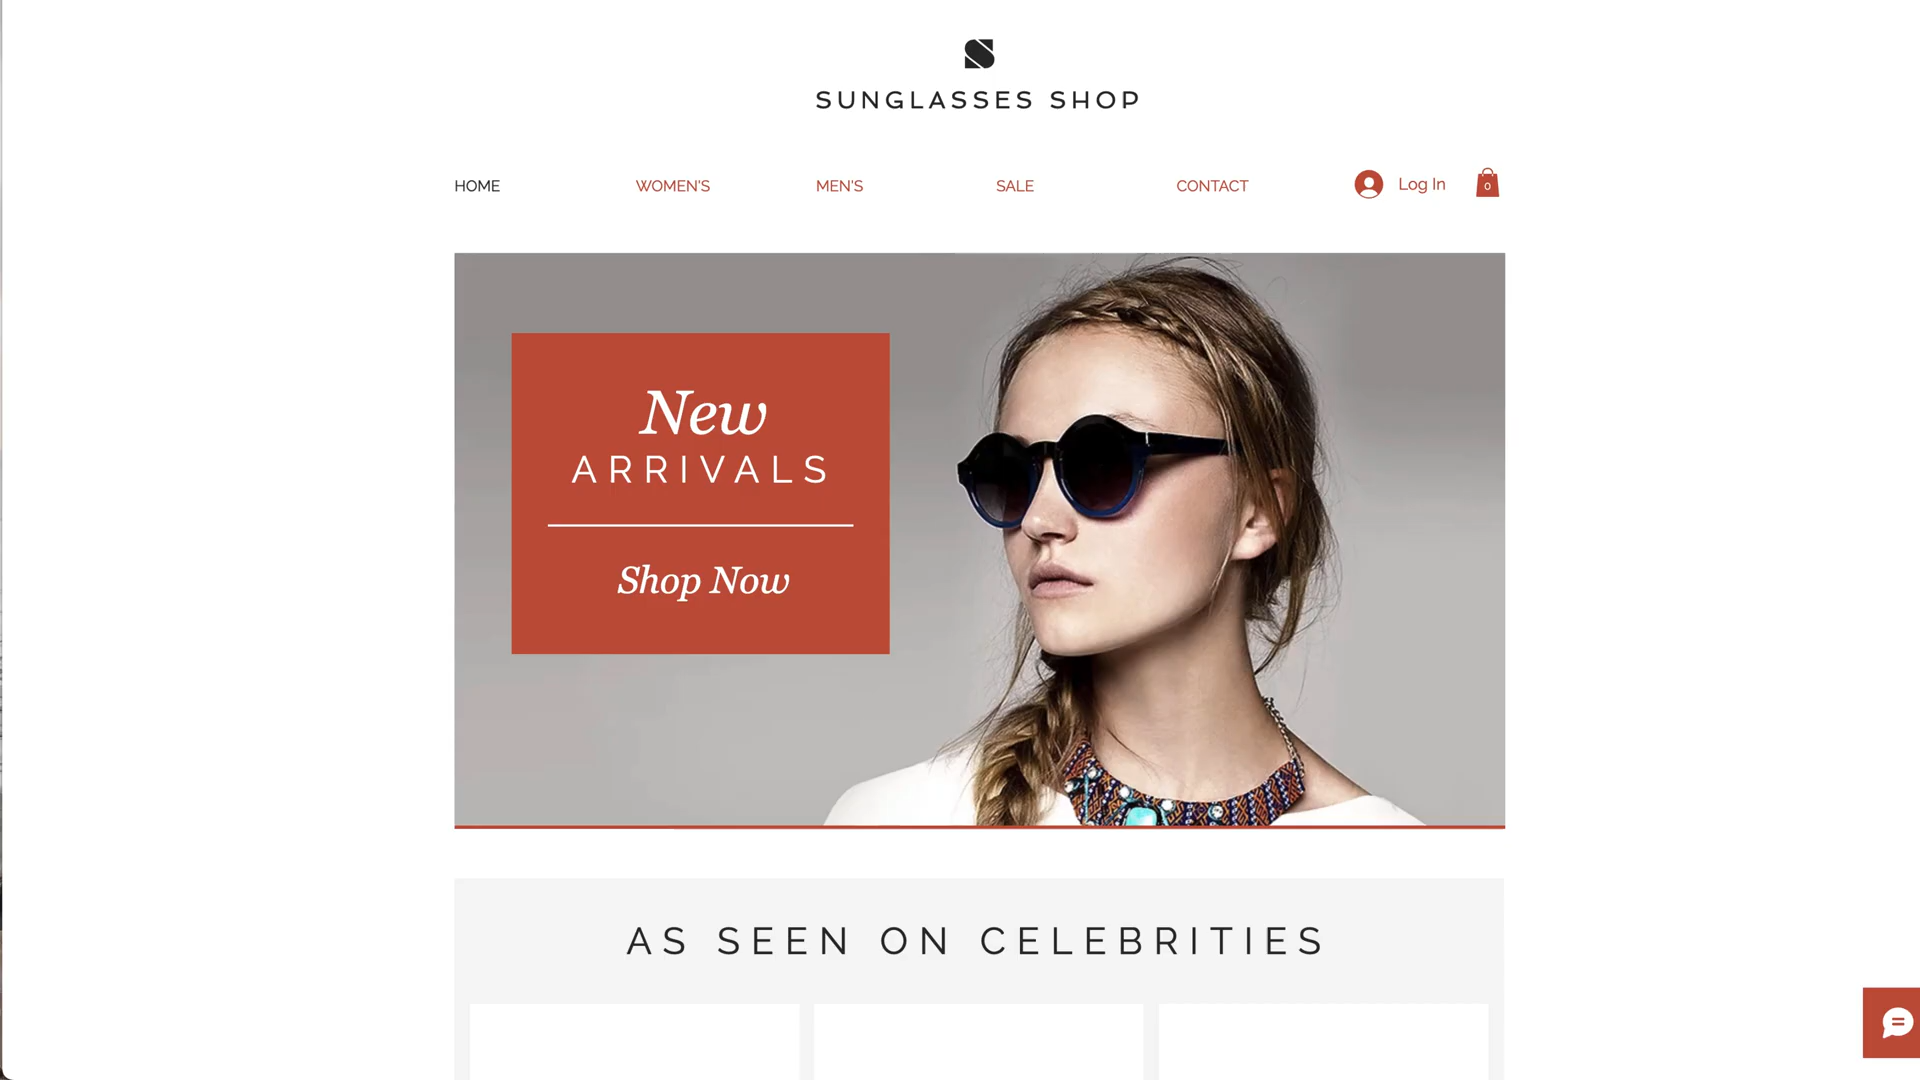 SUNGLASSES SHOP
HOME
WOMEN'S
MEN'S
SALE
CONTACT
Log In
0
New
ARRIVALS
Shop Now
AS SEEN ON CELEBRITIES